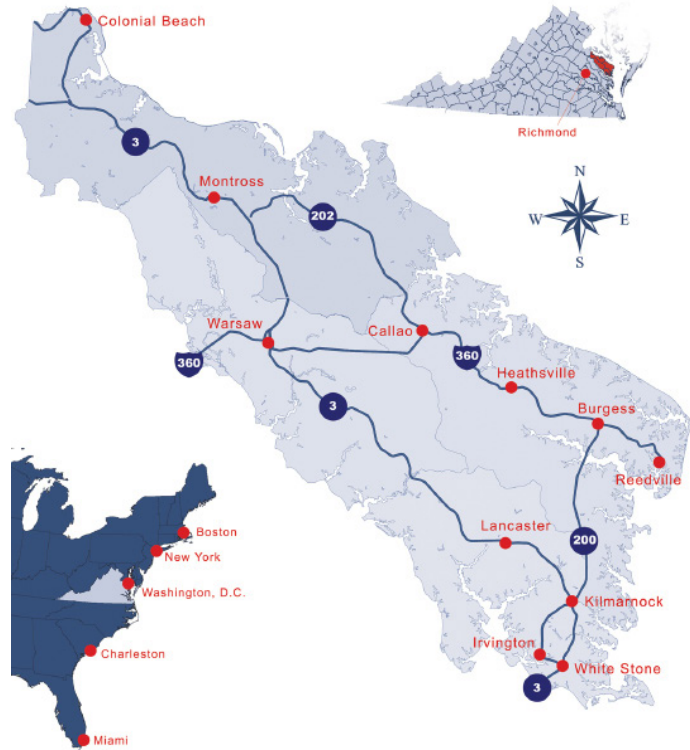 Colonial Beach
Richmond
3
Montross
202
N
W E
S
Warsaw
Callao
360
360
Heathsville
3
Burgess
Reedville
Lancaster
200
Kilmarnock
Irvington
White Stone
3
Boston
New York
Washington, D.C.
Charleston
Miami